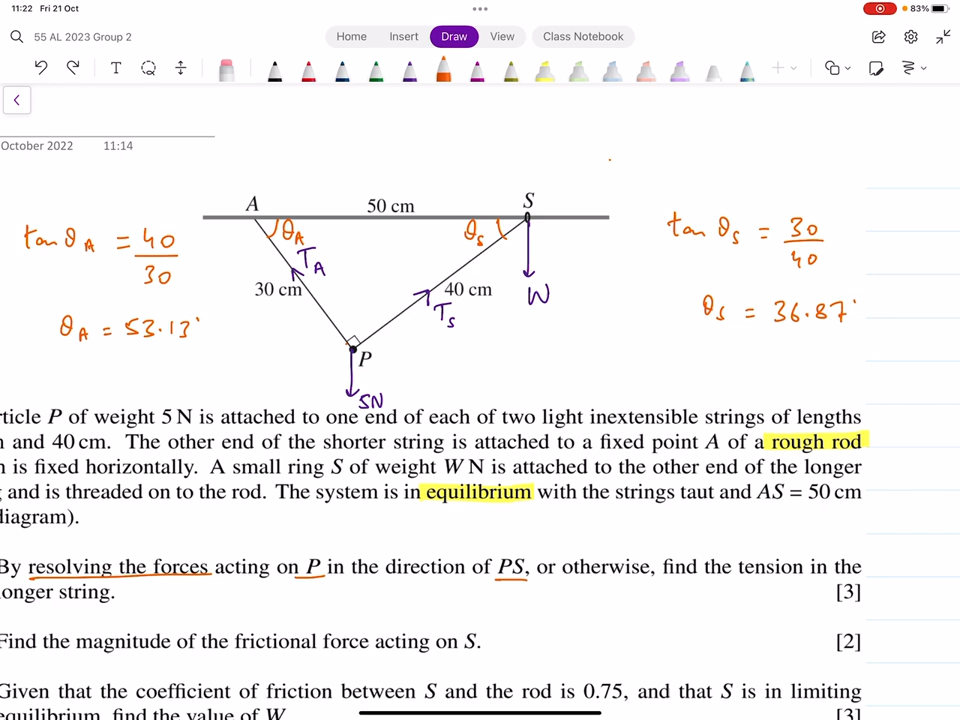 11:22 Fri 21 Oct
83%
55 AL 2023 Group 2
Home Insert Draw View Class Notebook
October 2022 11:14
A 50 cm S
tan θA = 40/30
θA
θs
tan θs = 30/40
TA
30 cm
40 cm
W
Ts
θA = 53.13°
θs = 36.87°
P
5N
rticle P of weight 5 N is attached to one end of each of two light inextensible strings of lengths
n and 40 cm. The other end of the shorter string is attached to a fixed point A of a rough rod
n is fixed horizontally. A small ring S of weight W N is attached to the other end of the longer
, and is threaded on to the rod. The system is in equilibrium with the strings taut and AS = 50 cm
diagram).
By resolving the forces acting on P in the direction of PS, or otherwise, find the tension in the
onger string. [3]
Find the magnitude of the frictional force acting on S. [2]
Given that the coefficient of friction between S and the rod is 0.75, and that S is in limiting
equilibrium, find the value of W. [3]